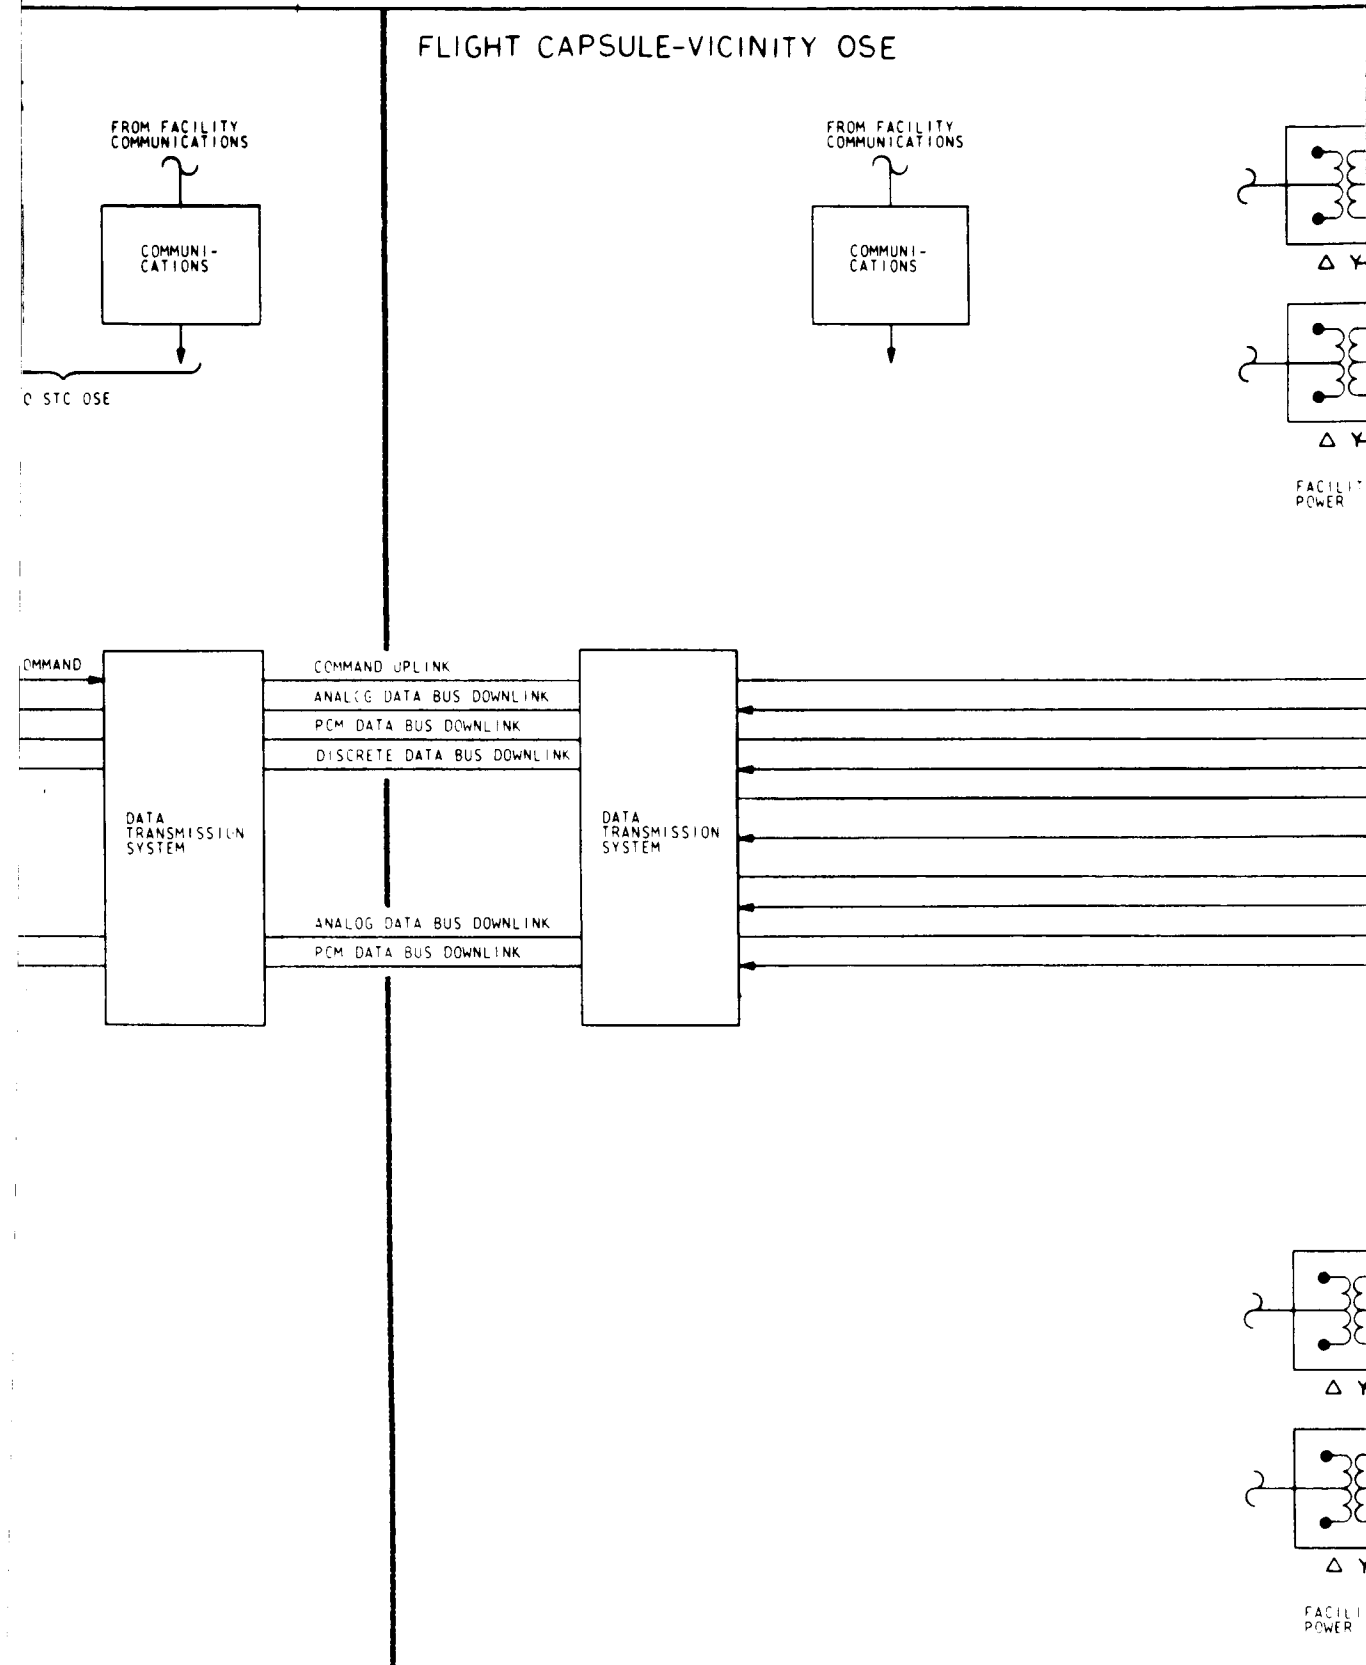 FLIGHT CAPSULE-VICINITY OSE
FROM FACILITY
COMMUNICATIONS
COMMUNI-
CATIONS
STC OSE
FROM FACILITY
COMMUNICATIONS
COMMUNI-
CATIONS
Δ Y
Δ Y
POWER
COMMAND UPLINK
ANALOG DATA BUS DOWNLINK
PCM DATA BUS DOWNLINK
DISCRETE DATA BUS DOWNLINK
DATA
TRANSMISSION
SYSTEM
DATA
TRANSMISSION
SYSTEM
ANALOG DATA BUS DOWNLINK
PCM DATA BUS DOWNLINK
Δ Y
Δ Y
POWER